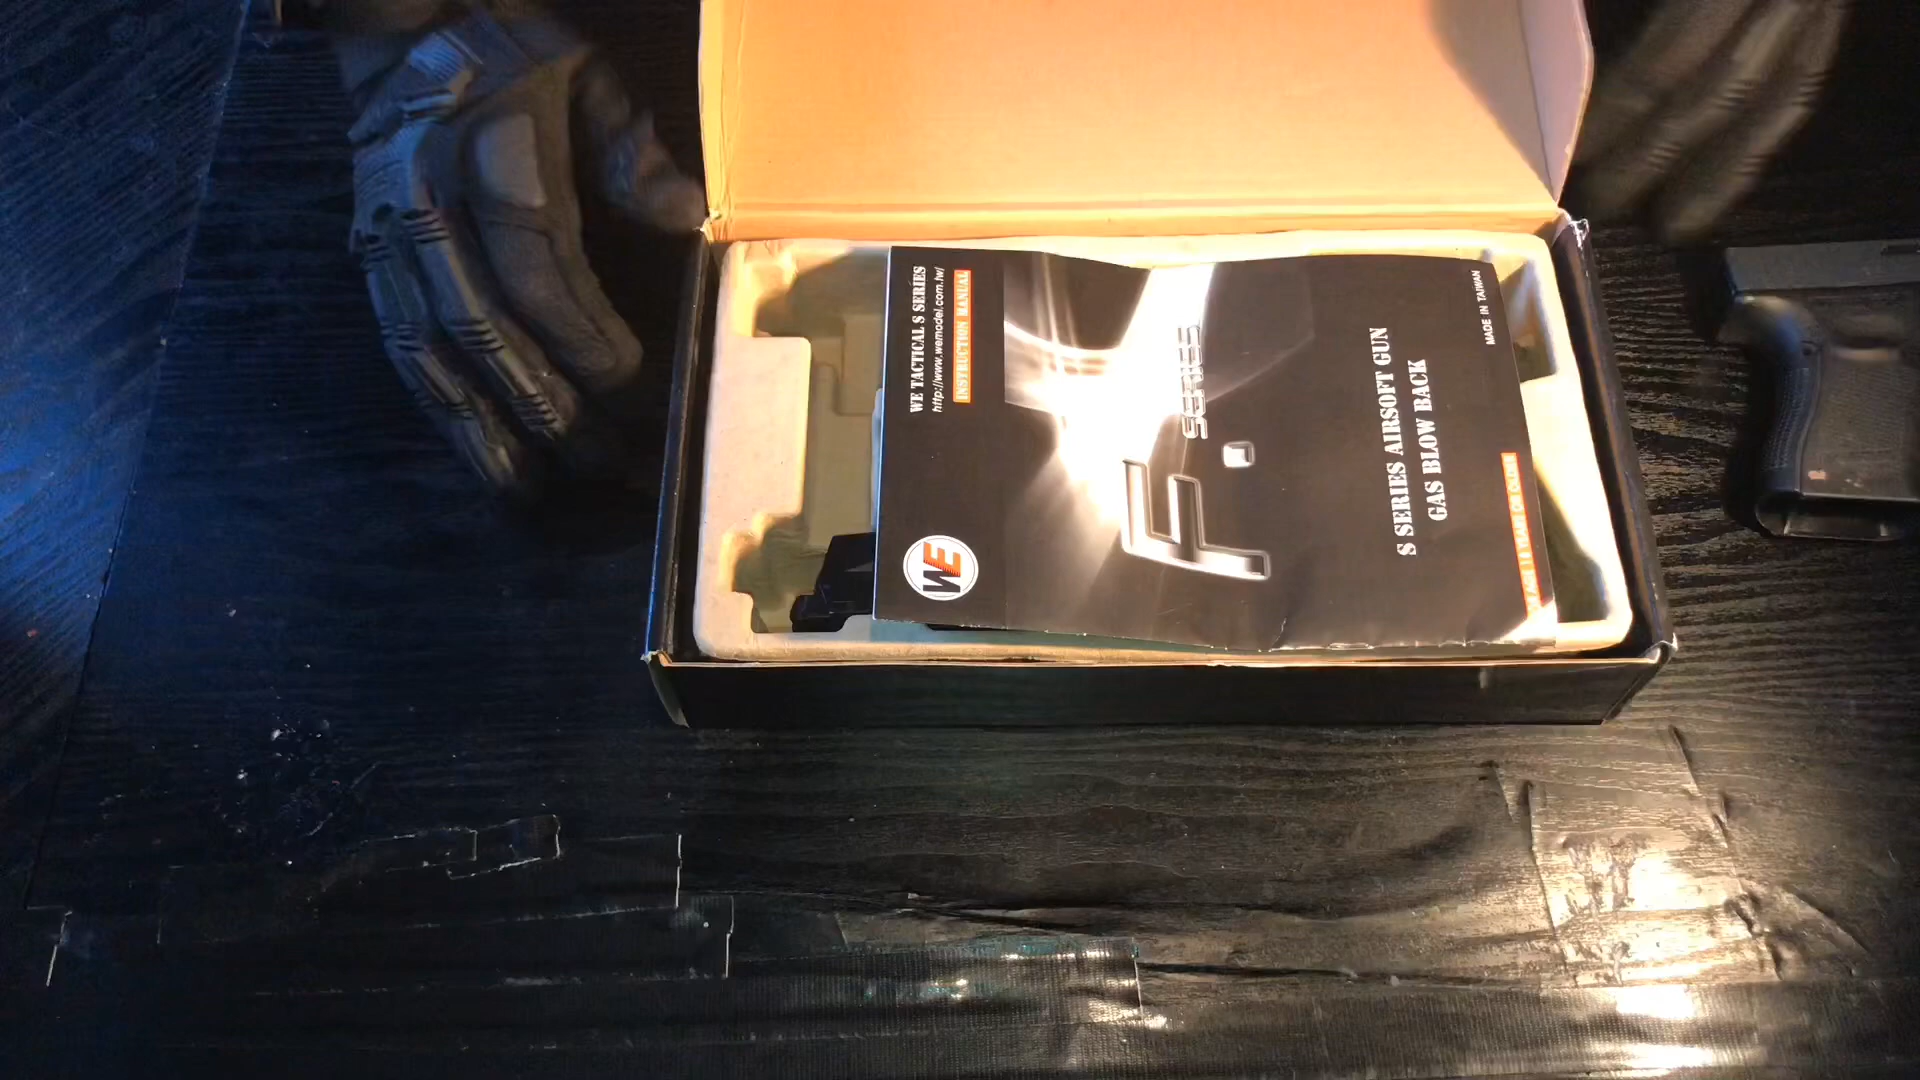 WE TACTICAL S SERIES
http://www.wemodel.com.tw/
INSTRUCTION MANUAL
WE
F.
SERIES
S SERIES AIRSOFT GUN
GAS BLOW BACK
MADE IN TAIWAN